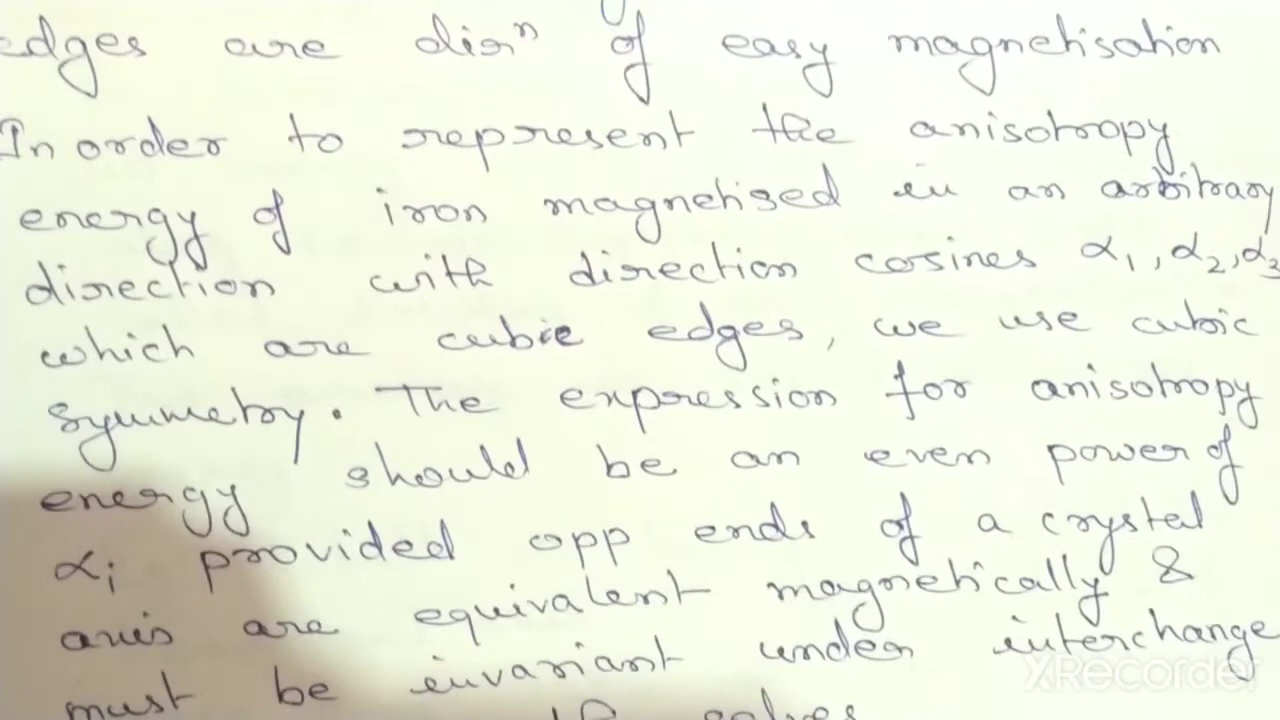 edges are dirⁿ of easy magnetisation
In order to represent the anisotropy
energy of iron magnetised in an arbitrary
direction with direction cosines α₁, α₂, α₃
which are cubic edges, we use cubic
symmetry. The expression for anisotropy
energy should be an even power of
αᵢ provided opp ends of a crystal
axis are equivalent magnetically &
must be invariant under interchange
XRecorder